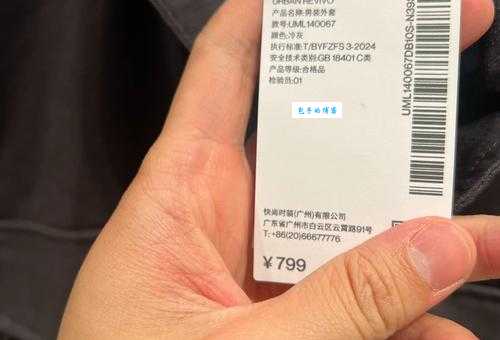 URBAN REVIVO
产品名称:男装外套
款号:UML140067
颜色:冷灰
执行标准:T/BYFZFS 3-2024
安全技术类别:GB 18401 C类
产品等级:合格品
检验员:01
包子的博客
快尚时装(广州)有限公司
广东省广州市白云区云霄路91号
T:+86(20)66677776
¥799
UML140067DB10S-N395